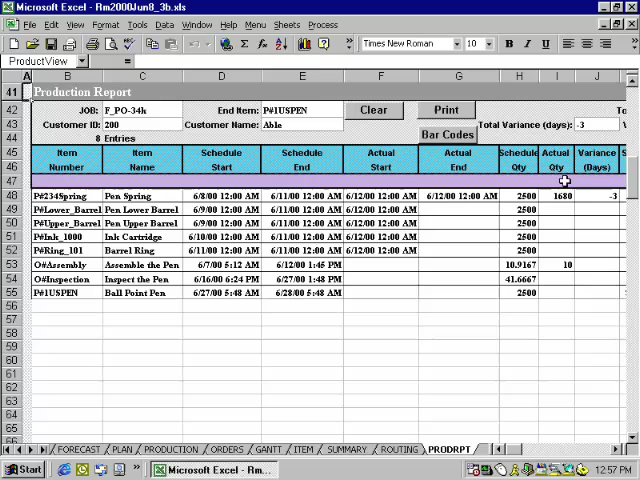 Microsoft Excel - Rm2000Jun8_3b.xls
File Edit View Insert Format Tools Data Window Help Sheets Process
Times New Roman 10 B I U
ProductView
A B C D E F G H I J
41 Production Report
42 JOB: F_PO-34k End Item: P#1USPEN Clear Print To
43 Customer ID: 200 Customer Name: Able Total Variance (days): -3
44 8 Entries Bar Codes
45 Item Item Schedule Schedule Actual Actual Schedule Actual Variance S
46 Number Name Start End Start End Qty Qty (Days)
47
48 P#234Spring Pen Spring 6/8/00 12:00 AM 6/11/00 12:00 AM 6/12/00 12:00 AM 6/12/00 12:00 AM 2500 1680 -3
49 P#Lower_Barrel Pen Lower Barrel 6/9/00 12:00 AM 6/11/00 12:00 AM 6/12/00 12:00 AM 2500
50 P#Upper_Barrel Pen Upper Barrel 6/9/00 12:00 AM 6/11/00 12:00 AM 6/12/00 12:00 AM 2500
51 P#Ink_1000 Ink Cartridge 6/10/00 12:00 AM 6/11/00 12:00 AM 6/12/00 12:00 AM 2500
52 P#Ring_101 Barrel Ring 6/11/00 12:00 AM 6/11/00 12:00 AM 6/12/00 12:00 AM 2500
53 O#Assembly Assemble the Pen 6/7/00 5:12 AM 6/12/00 1:45 PM 10.9167 10
54 O#Inspection Inspect the Pen 6/16/00 6:24 PM 6/27/00 1:48 PM 41.6667
55 P#1USPEN Ball Point Pen 6/27/00 5:48 AM 6/28/00 5:48 AM 2500
56
57
58
59
60
61
62
63
64
65
FORECAST PLAN PRODUCTION ORDERS GANTT ITEM SUMMARY ROUTING PRODRPT
Start Microsoft Excel - Rm... 12:57 PM